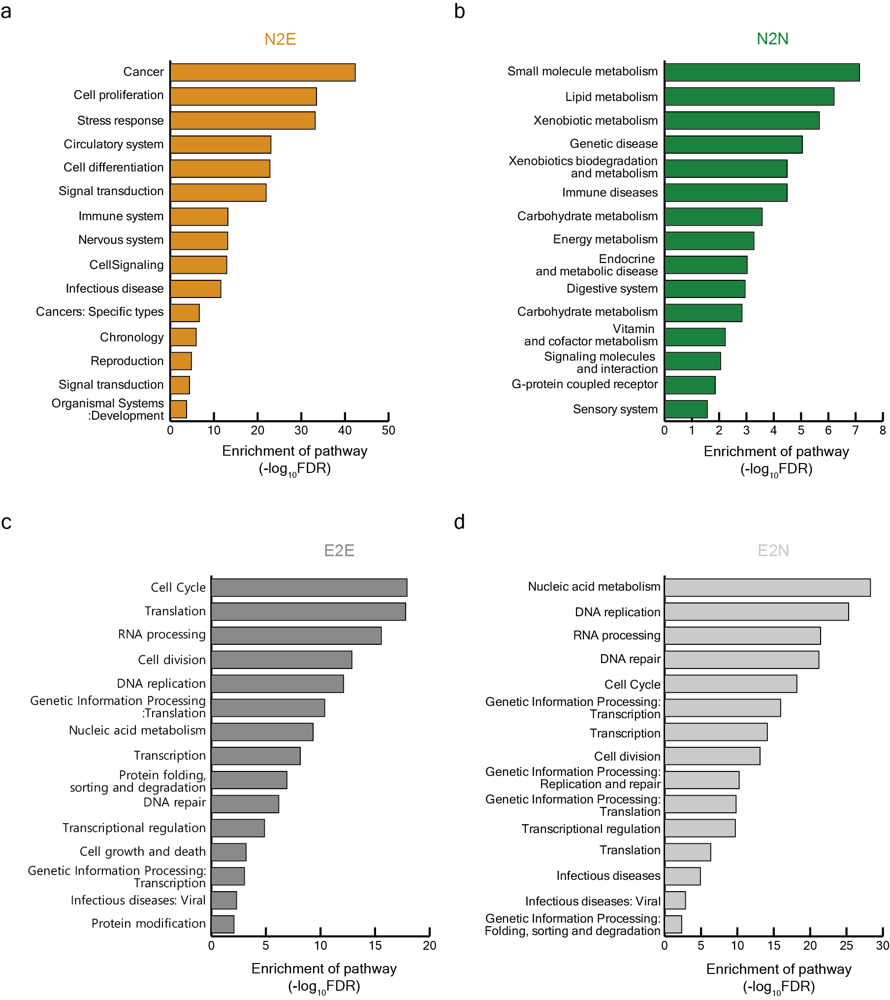 a
N2E
Cancer
Cell proliferation
Stress response
Circulatory system
Cell differentiation
Signal transduction
Immune system
Nervous system
CellSignaling
Infectious disease
Cancers: Specific types
Chronology
Reproduction
Signal transduction
Organismal Systems
:Development
0 10 20 30 40 50
Enrichment of pathway
(-log10FDR)
b
N2N
Small molecule metabolism
Lipid metabolism
Xenobiotic metabolism
Genetic disease
Xenobiotics biodegradation
and metabolism
Immune diseases
Carbohydrate metabolism
Energy metabolism
Endocrine
and metabolic disease
Digestive system
Carbohydrate metabolism
Vitamin
and cofactor metabolism
Signaling molecules
and interaction
G-protein coupled receptor
Sensory system
0 1 2 3 4 5 6 7 8
Enrichment of pathway
(-log10FDR)
c
E2E
Cell Cycle
Translation
RNA processing
Cell division
DNA replication
Genetic Information Processing
:Translation
Nucleic acid metabolism
Transcription
Protein folding,
sorting and degradation
DNA repair
Transcriptional regulation
Cell growth and death
Genetic Information Processing:
Transcription
Infectious diseases: Viral
Protein modification
0 5 10 15 20
Enrichment of pathway
(-log10FDR)
d
E2N
Nucleic acid metabolism
DNA replication
RNA processing
DNA repair
Cell Cycle
Genetic Information Processing:
Transcription
Transcription
Cell division
Genetic Information Processing:
Replication and repair
Genetic Information Processing:
Translation
Transcriptional regulation
Translation
Infectious diseases
Infectious diseases: Viral
Genetic Information Processing:
Folding, sorting and degradation
0 5 10 15 20 25 30
Enrichment of pathway
(-log10FDR)